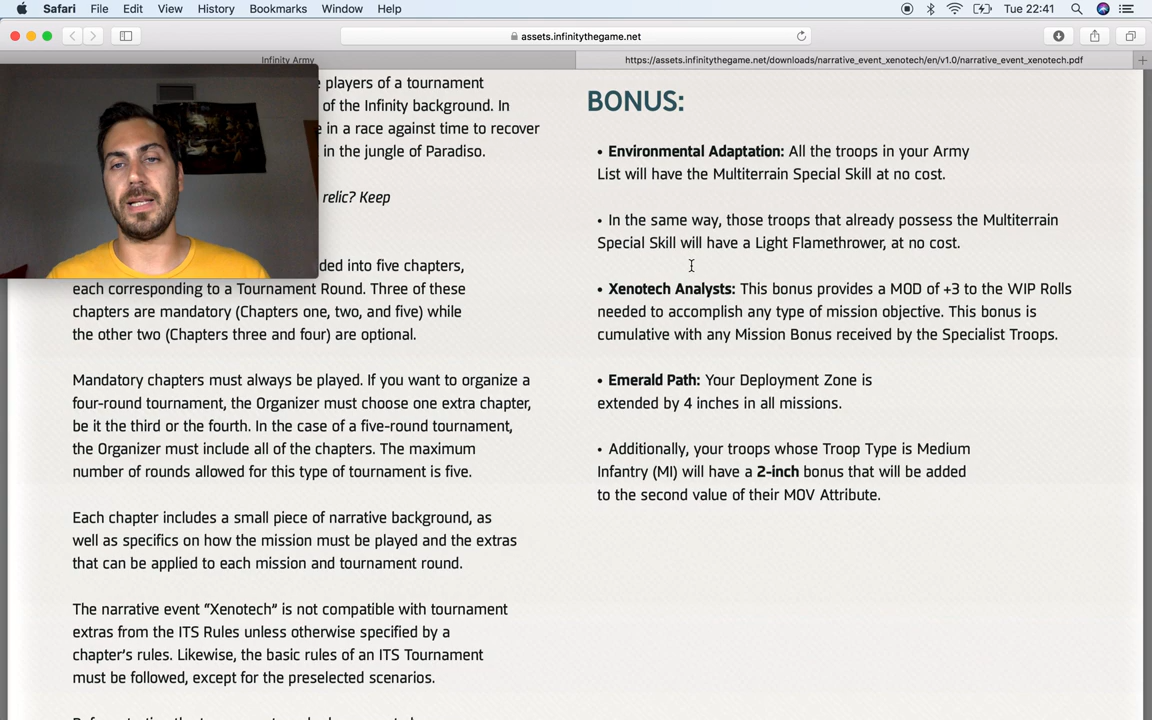 Safari File Edit View History Bookmarks Window Help Tue 22:41
assets.infinitythegame.net
Infinity Army
https://assets.infinitythegame.net/downloads/narrative_event_xenotech/en/v1.0/narrative_event_xenotech.pdf
players of a tournament
of the Infinity background. In
in a race against time to recover
in the jungle of Paradiso.
relic? Keep
ded into five chapters,
each corresponding to a Tournament Round. Three of these
chapters are mandatory (Chapters one, two, and five) while
the other two (Chapters three and four) are optional.
Mandatory chapters must always be played. If you want to organize a
four-round tournament, the Organizer must choose one extra chapter,
be it the third or the fourth. In the case of a five-round tournament,
the Organizer must include all of the chapters. The maximum
number of rounds allowed for this type of tournament is five.
Each chapter includes a small piece of narrative background, as
well as specifics on how the mission must be played and the extras
that can be applied to each mission and tournament round.
The narrative event "Xenotech" is not compatible with tournament
extras from the ITS Rules unless otherwise specified by a
chapter's rules. Likewise, the basic rules of an ITS Tournament
must be followed, except for the preselected scenarios.
BONUS:
• Environmental Adaptation: All the troops in your Army
List will have the Multiterrain Special Skill at no cost.
• In the same way, those troops that already possess the Multiterrain
Special Skill will have a Light Flamethrower, at no cost.
• Xenotech Analysts: This bonus provides a MOD of +3 to the WIP Rolls
needed to accomplish any type of mission objective. This bonus is
cumulative with any Mission Bonus received by the Specialist Troops.
• Emerald Path: Your Deployment Zone is
extended by 4 inches in all missions.
• Additionally, your troops whose Troop Type is Medium
Infantry (MI) will have a 2-inch bonus that will be added
to the second value of their MOV Attribute.